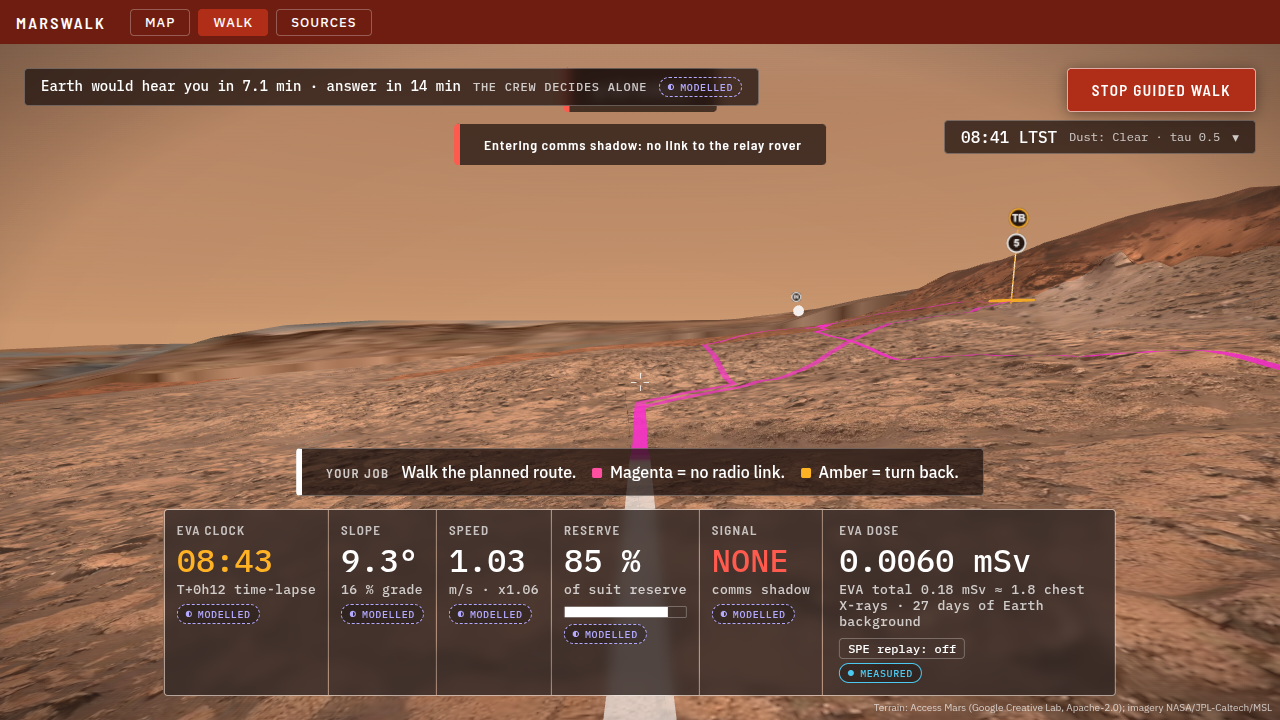 MARSWALK
MAP
WALK
SOURCES
Earth would hear you in 7.1 min · answer in 14 min THE CREW DECIDES ALONE MODELLED
STOP GUIDED WALK
08:41 LTST Dust: Clear · tau 0.5 ▼
Entering comms shadow: no link to the relay rover
TB
5
YOUR JOB Walk the planned route. Magenta = no radio link. Amber = turn back.
EVA CLOCK
08:43
T+0h12 time-lapse
MODELLED
SLOPE
9.3°
16 % grade
MODELLED
SPEED
1.03
m/s · x1.06
MODELLED
RESERVE
85 %
of suit reserve
MODELLED
SIGNAL
NONE
comms shadow
MODELLED
EVA DOSE
0.0060 mSv
EVA total 0.18 mSv ≈ 1.8 chest
X-rays · 27 days of Earth
background
SPE replay: off
MEASURED
Terrain: Access Mars (Google Creative Lab, Apache-2.0); imagery NASA/JPL-Caltech/MSL